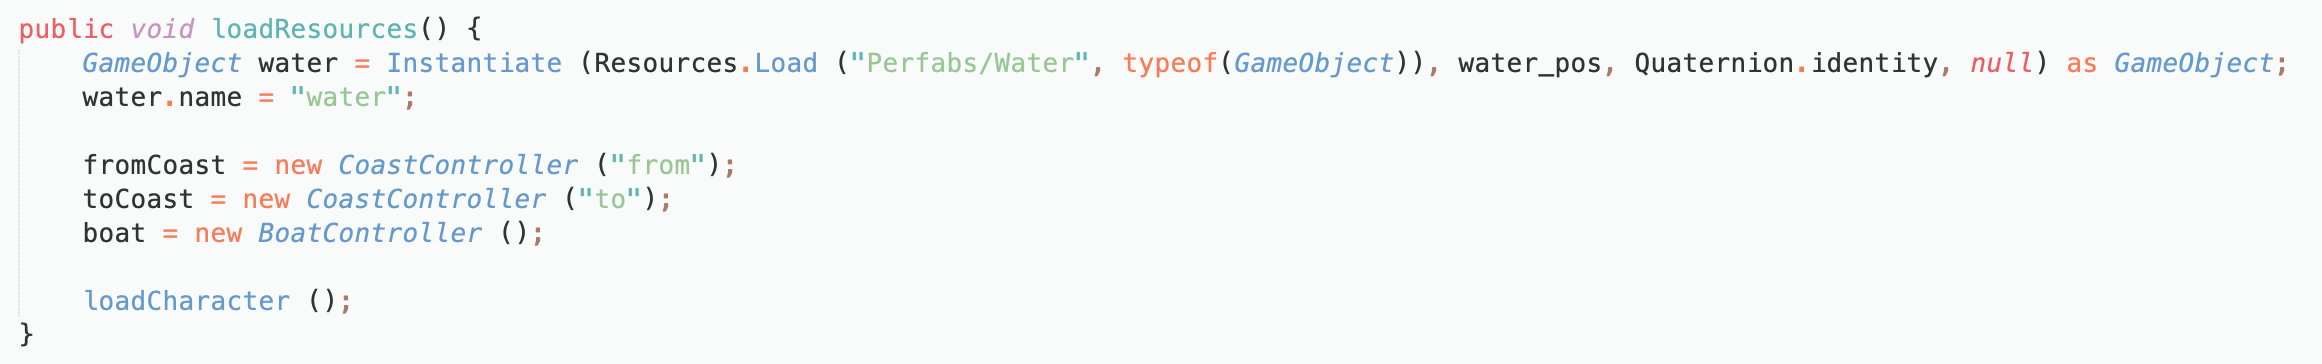 public void loadResources() {
    GameObject water = Instantiate (Resources.Load ("Perfabs/Water", typeof(GameObject)), water_pos, Quaternion.identity, null) as GameObject;
    water.name = "water";

    fromCoast = new CoastController ("from");
    toCoast = new CoastController ("to");
    boat = new BoatController ();

    loadCharacter ();
}